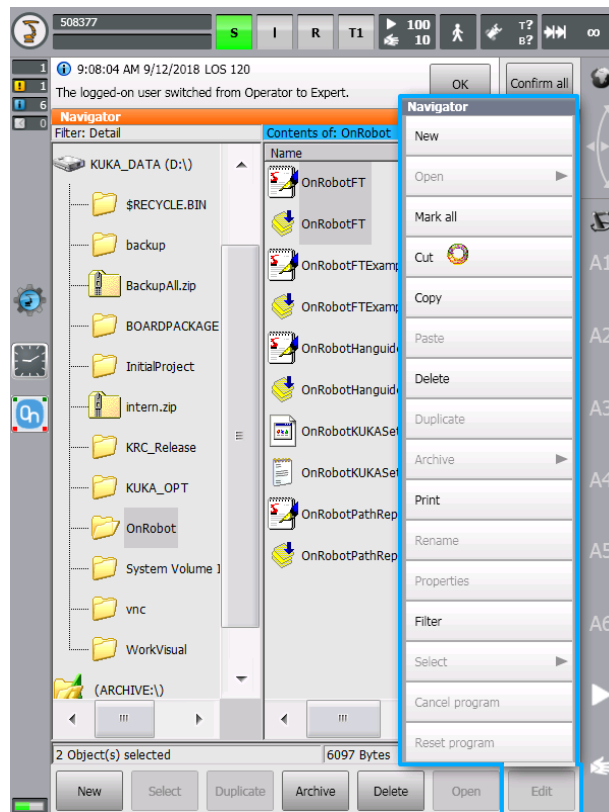 508377
S I R T1 100 10 T? B?
1
1
6
0
9:08:04 AM 9/12/2018 LOS 120
The logged-on user switched from Operator to Expert.
OK
Confirm all
Navigator
Filter: Detail
Contents of: OnRobot
Name
KUKA_DATA (D:\)
$RECYCLE.BIN
backup
BackupAll.zip
BOARDPACKAGE
InitialProject
intern.zip
KRC_Release
KUKA_OPT
OnRobot
System Volume I
vnc
WorkVisual
(ARCHIVE:\)
OnRobotFT
OnRobotFT
OnRobotFTExamp
OnRobotFTExamp
OnRobotHanguide
OnRobotHanguide
OnRobotKUKASet
OnRobotKUKASet
OnRobotPathRep
OnRobotPathRep
Navigator
New
Open
Mark all
Cut
Copy
Paste
Delete
Duplicate
Archive
Print
Rename
Properties
Filter
Select
Cancel program
Reset program
On
A1
A2
A3
A4
A5
A6
2 Object(s) selected
6097 Bytes
New Select Duplicate Archive Delete Open Edit